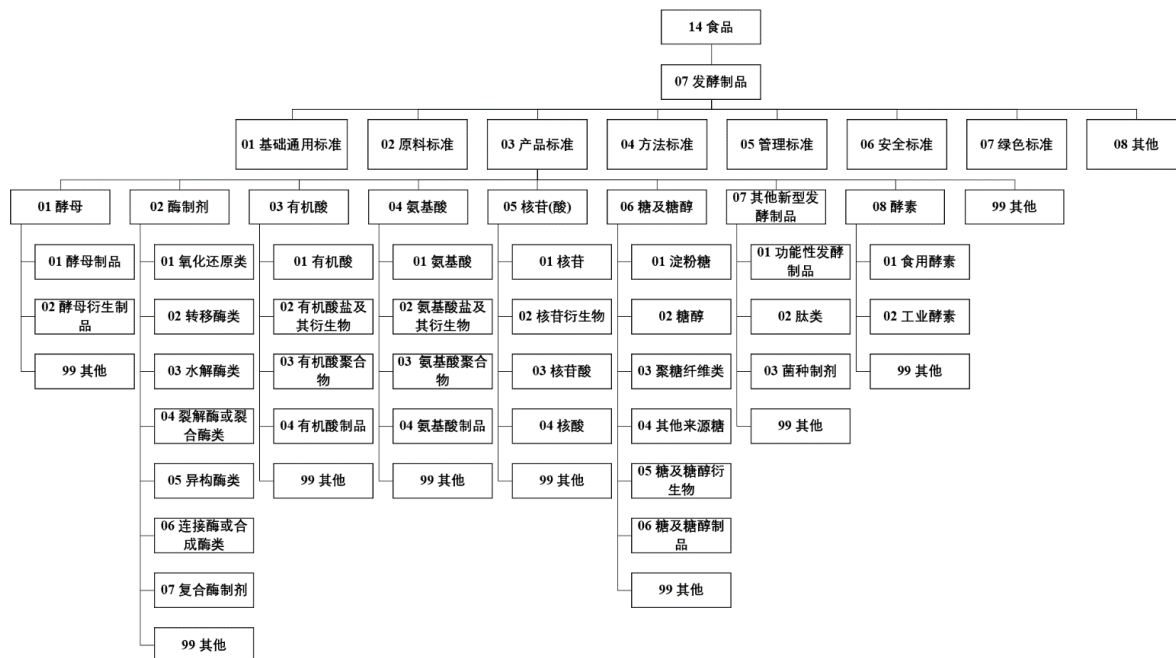 14 食品
07 发酵制品
01 基础通用标准
02 原料标准
03 产品标准
04 方法标准
05 管理标准
06 安全标准
07 绿色标准
08 其他
01 酵母
02 酶制剂
03 有机酸
04 氨基酸
05 核苷(酸)
06 糖及糖醇
07 其他新型发
酵制品
08 酵素
99 其他
01 酵母制品
02 酵母衍生制
品
99 其他
01 氧化还原类
02 转移酶类
03 水解酶类
04 裂解酶或裂
合酶类
05 异构酶类
06 连接酶或合
成酶类
07 复合酶制剂
99 其他
01 有机酸
02 有机酸盐及
其衍生物
03 有机酸聚合
物
04 有机酸制品
99 其他
01 氨基酸
02 氨基酸盐及
其衍生物
03 氨基酸聚合
物
04 氨基酸制品
99 其他
01 核苷
02 核苷衍生物
03 核苷酸
04 核酸
99 其他
01 淀粉糖
02 糖醇
03 聚糖纤维类
04 其他来源糖
05 糖及糖醇衍
生物
06 糖及糖醇制
品
99 其他
01 功能性发酵
制品
02 肽类
03 菌种制剂
99 其他
01 食用酵素
02 工业酵素
99 其他